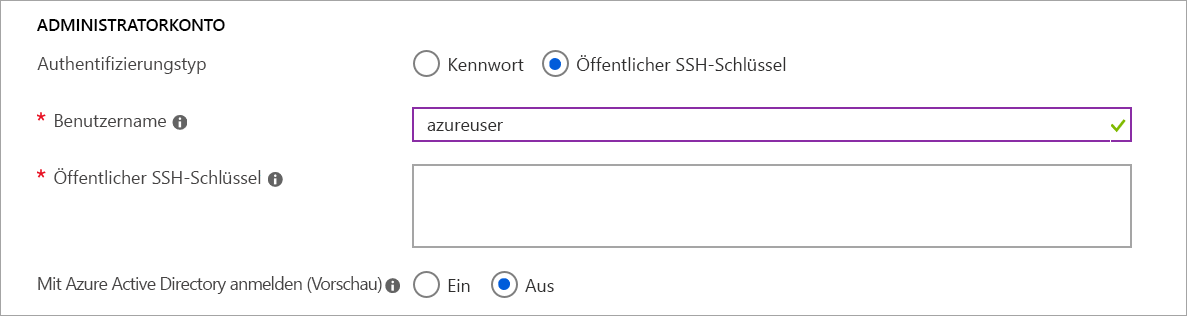 ADMINISTRATORKONTO
Authentifizierungstyp Kennwort Öffentlicher SSH-Schlüssel
* Benutzername azureuser
* Öffentlicher SSH-Schlüssel
Mit Azure Active Directory anmelden (Vorschau) Ein Aus